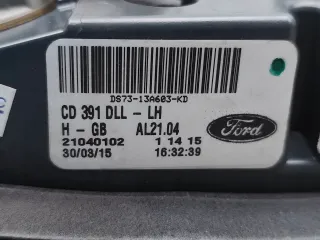 DS73-13A603-KD
CD 391 DLL - LH
H - GB AL21.04
Ford
21040102 1 14 15
30/03/15 16:32:39